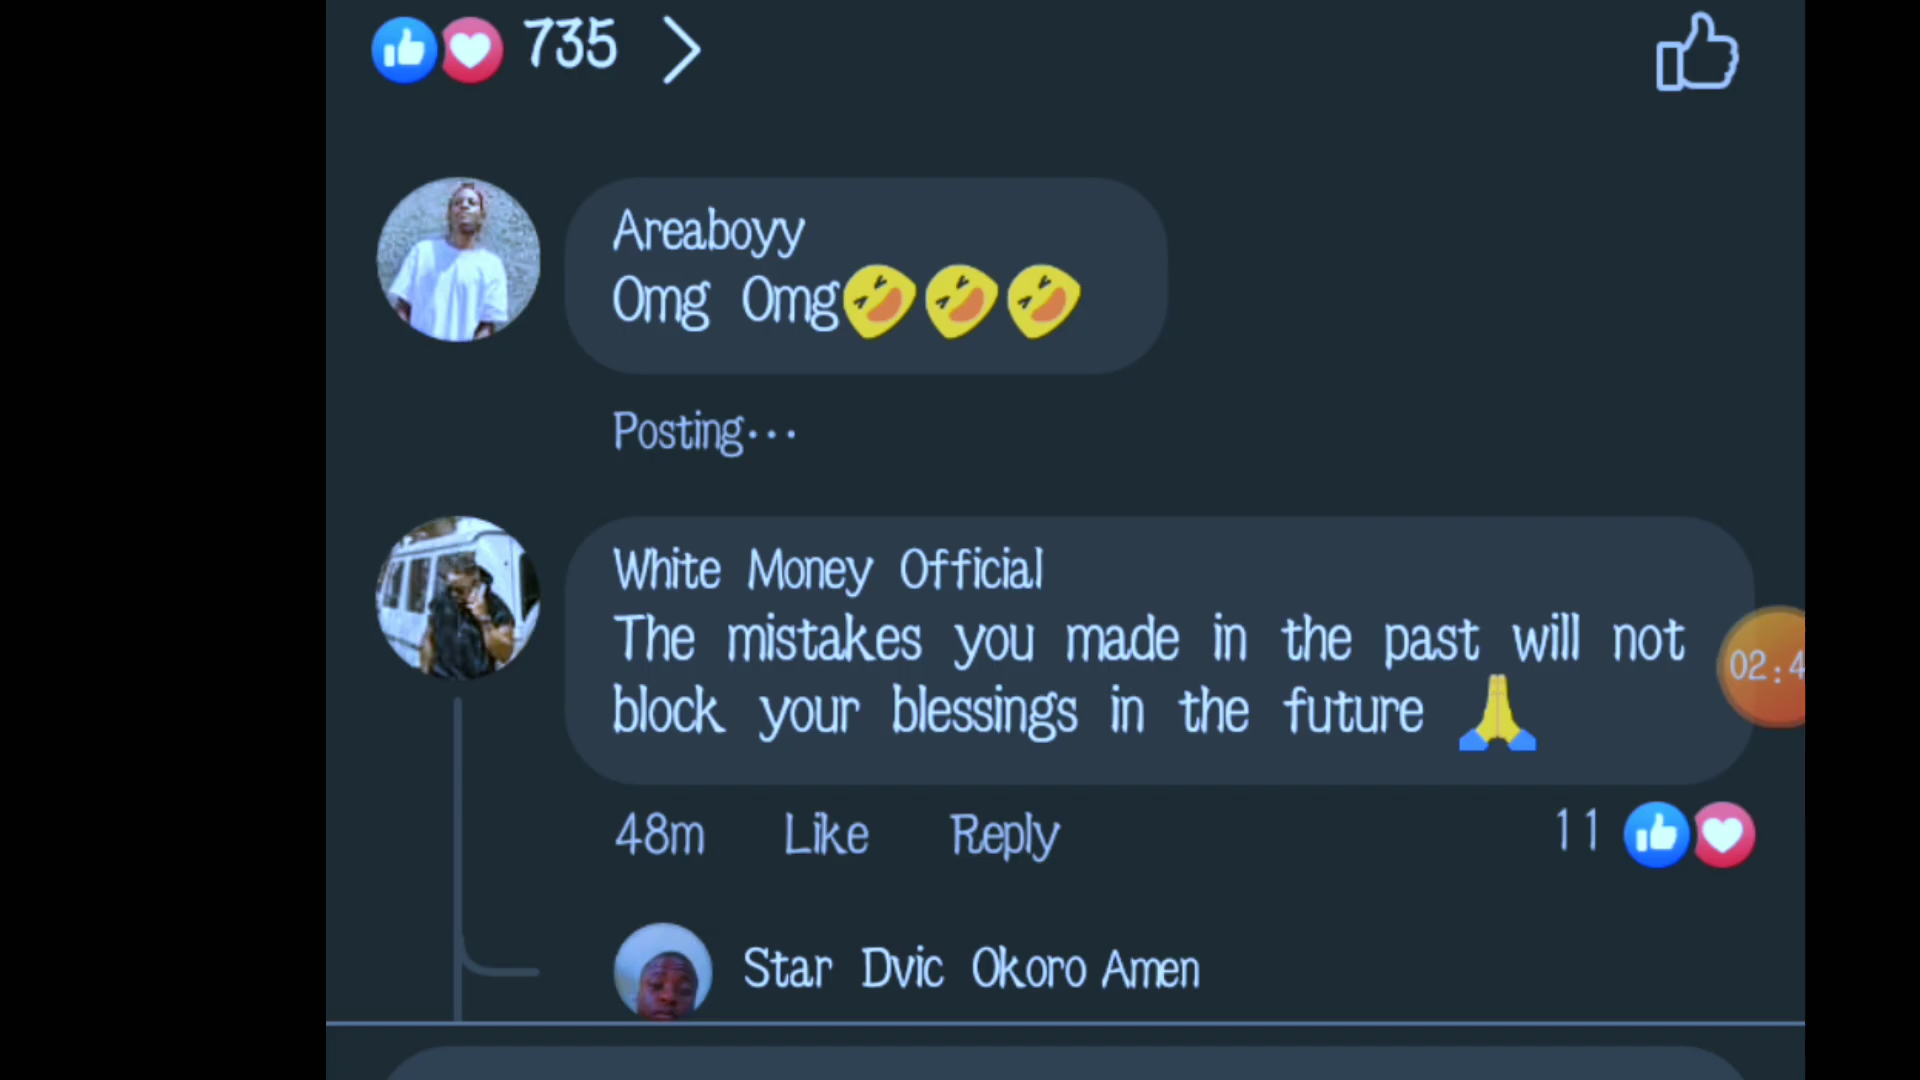 735
Areaboyy
Omg Omg🤣🤣🤣
Posting...
White Money Official
The mistakes you made in the past will not
block your blessings in the future 🙏
02:4
48m Like Reply 11
Star Dvic Okoro Amen